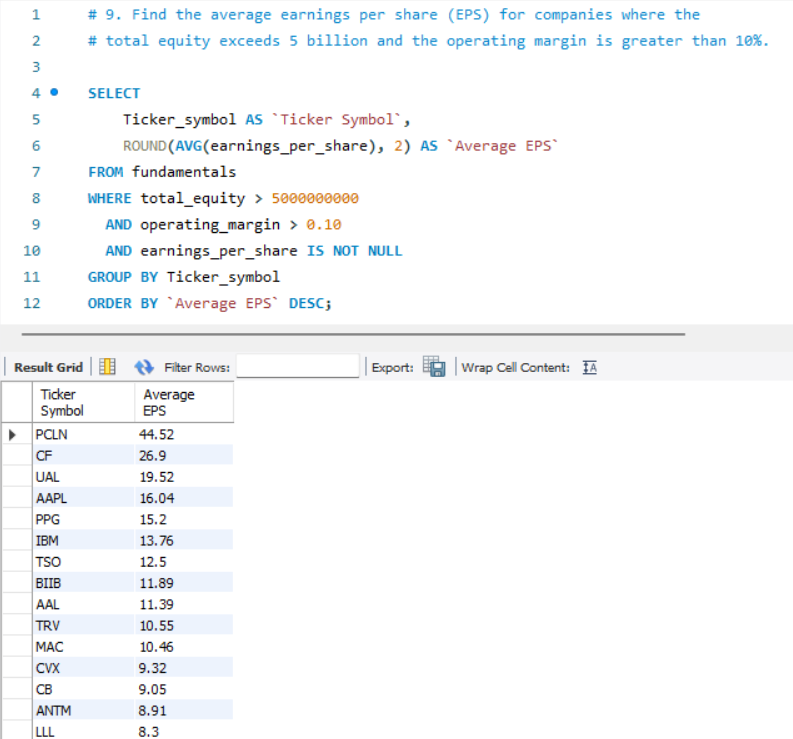 1 # 9. Find the average earnings per share (EPS) for companies where the
2 # total equity exceeds 5 billion and the operating margin is greater than 10%.
3
4 SELECT
5 Ticker_symbol AS `Ticker Symbol`,
6 ROUND(AVG(earnings_per_share), 2) AS `Average EPS`
7 FROM fundamentals
8 WHERE total_equity > 5000000000
9 AND operating_margin > 0.10
10 AND earnings_per_share IS NOT NULL
11 GROUP BY Ticker_symbol
12 ORDER BY `Average EPS` DESC;
Result Grid Filter Rows: Export: Wrap Cell Content: IA
Ticker Symbol Average EPS
PCLN 44.52
CF 26.9
UAL 19.52
AAPL 16.04
PPG 15.2
IBM 13.76
TSO 12.5
BIIB 11.89
AAL 11.39
TRV 10.55
MAC 10.46
CVX 9.32
CB 9.05
ANTM 8.91
LLL 8.3